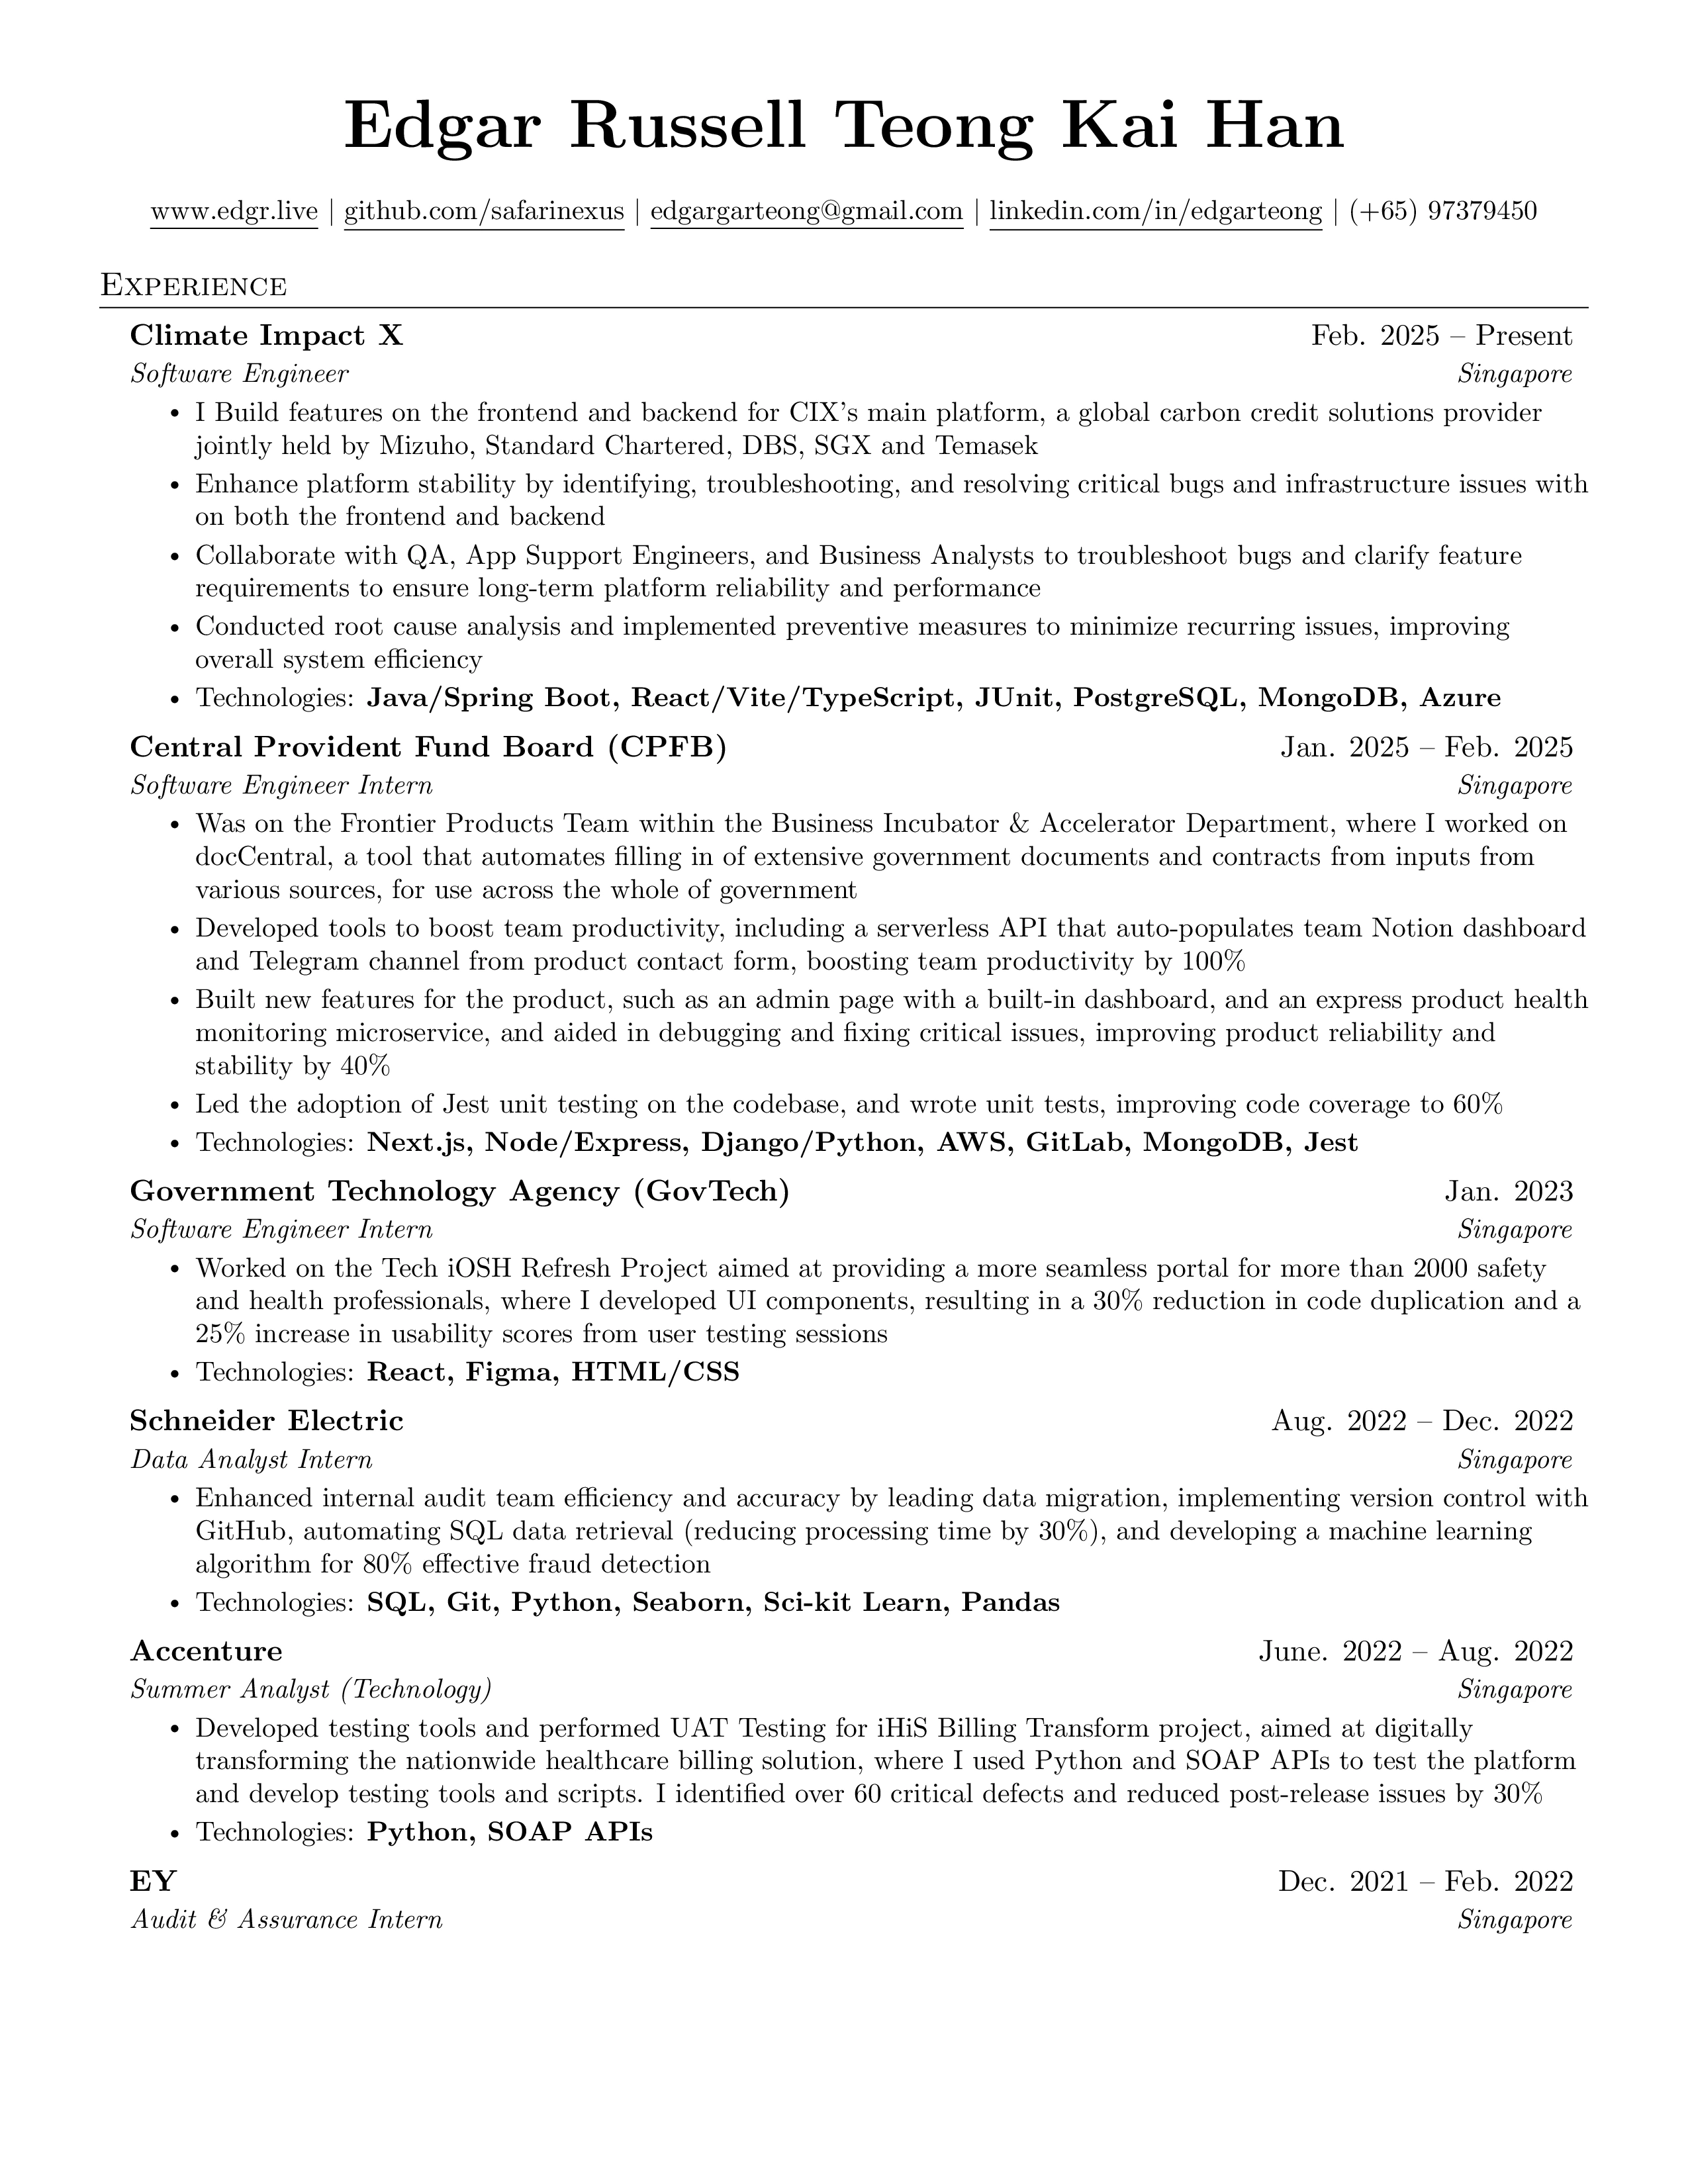 Edgar Russell Teong Kai Han
www.edgr.live | github.com/safarinexus | edgargarteong@gmail.com | linkedin.com/in/edgarteong | (+65) 97379450
Experience
Climate Impact X Feb. 2025 – Present
Software Engineer Singapore
• I Build features on the frontend and backend for CIX's main platform, a global carbon credit solutions provider
jointly held by Mizuho, Standard Chartered, DBS, SGX and Temasek
• Enhance platform stability by identifying, troubleshooting, and resolving critical bugs and infrastructure issues with
on both the frontend and backend
• Collaborate with QA, App Support Engineers, and Business Analysts to troubleshoot bugs and clarify feature
requirements to ensure long-term platform reliability and performance
• Conducted root cause analysis and implemented preventive measures to minimize recurring issues, improving
overall system efficiency
• Technologies: Java/Spring Boot, React/Vite/TypeScript, JUnit, PostgreSQL, MongoDB, Azure
Central Provident Fund Board (CPFB) Jan. 2025 – Feb. 2025
Software Engineer Intern Singapore
• Was on the Frontier Products Team within the Business Incubator & Accelerator Department, where I worked on
docCentral, a tool that automates filling in of extensive government documents and contracts from inputs from
various sources, for use across the whole of government
• Developed tools to boost team productivity, including a serverless API that auto-populates team Notion dashboard
and Telegram channel from product contact form, boosting team productivity by 100%
• Built new features for the product, such as an admin page with a built-in dashboard, and an express product health
monitoring microservice, and aided in debugging and fixing critical issues, improving product reliability and
stability by 40%
• Led the adoption of Jest unit testing on the codebase, and wrote unit tests, improving code coverage to 60%
• Technologies: Next.js, Node/Express, Django/Python, AWS, GitLab, MongoDB, Jest
Government Technology Agency (GovTech) Jan. 2023
Software Engineer Intern Singapore
• Worked on the Tech iOSH Refresh Project aimed at providing a more seamless portal for more than 2000 safety
and health professionals, where I developed UI components, resulting in a 30% reduction in code duplication and a
25% increase in usability scores from user testing sessions
• Technologies: React, Figma, HTML/CSS
Schneider Electric Aug. 2022 – Dec. 2022
Data Analyst Intern Singapore
• Enhanced internal audit team efficiency and accuracy by leading data migration, implementing version control with
GitHub, automating SQL data retrieval (reducing processing time by 30%), and developing a machine learning
algorithm for 80% effective fraud detection
• Technologies: SQL, Git, Python, Seaborn, Sci-kit Learn, Pandas
Accenture June. 2022 – Aug. 2022
Summer Analyst (Technology) Singapore
• Developed testing tools and performed UAT Testing for iHiS Billing Transform project, aimed at digitally
transforming the nationwide healthcare billing solution, where I used Python and SOAP APIs to test the platform
and develop testing tools and scripts. I identified over 60 critical defects and reduced post-release issues by 30%
• Technologies: Python, SOAP APIs
EY Dec. 2021 – Feb. 2022
Audit & Assurance Intern Singapore